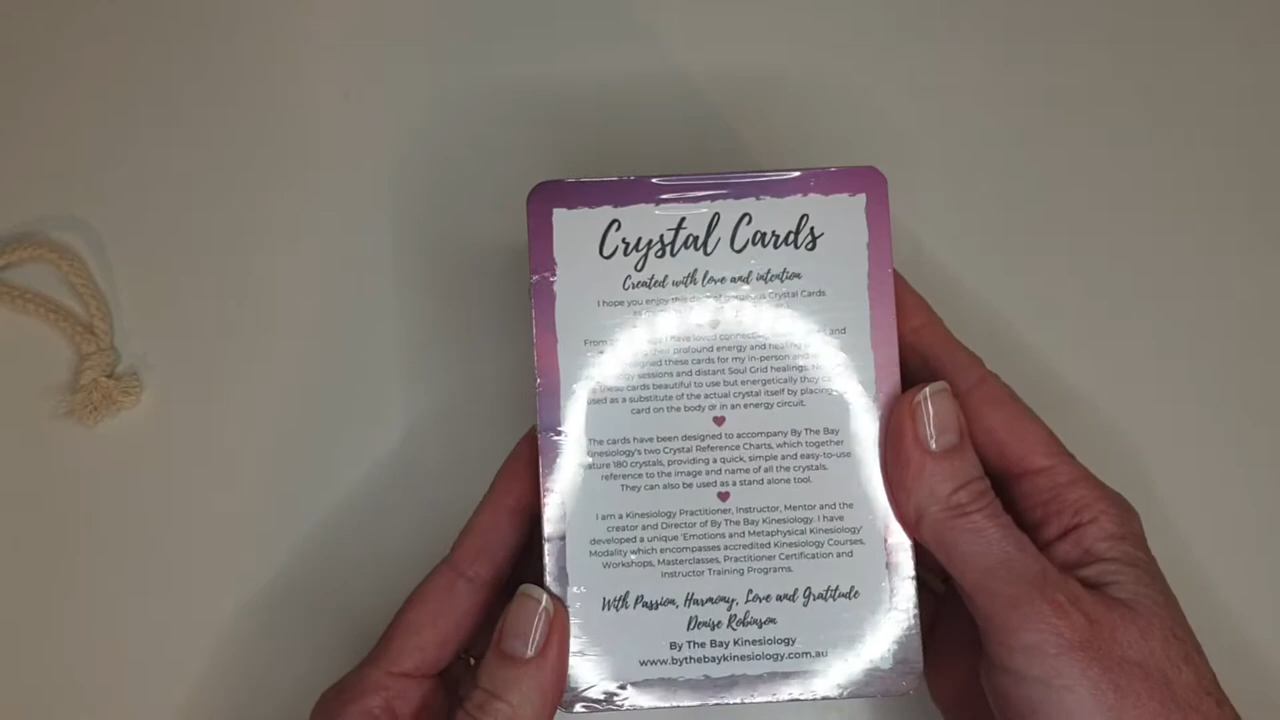 Crystal Cards
Created with love and intention
I hope you enjoy this deck of gorgeous Crystal Cards
From have loved and
their profound energy and healing
designed these cards for my in-person and
sessions and distant Soul Grid healings.
these cards beautiful to use but energetically they
used as a substitute of the actual crystal itself by placing
card on the body or in an energy circuit.
The cards have been designed to accompany By The Bay
Kinesiology's two Crystal Reference Charts, which together
180 crystals, providing a quick, simple and easy-to-use
reference to the image and name of all the crystals.
They can also be used as a stand alone tool.
I am a Kinesiology Practitioner, Instructor, Mentor and the
creator and Director of By The Bay Kinesiology. I have
developed a unique 'Emotions and Metaphysical Kinesiology'
Modality which encompasses accredited Kinesiology Courses,
Workshops, Masterclasses, Practitioner Certification and
Instructor Training Programs.
With Passion, Harmony, Love and Gratitude
Denise Robinson
By The Bay Kinesiology
www.bythebaykinesiology.com.au